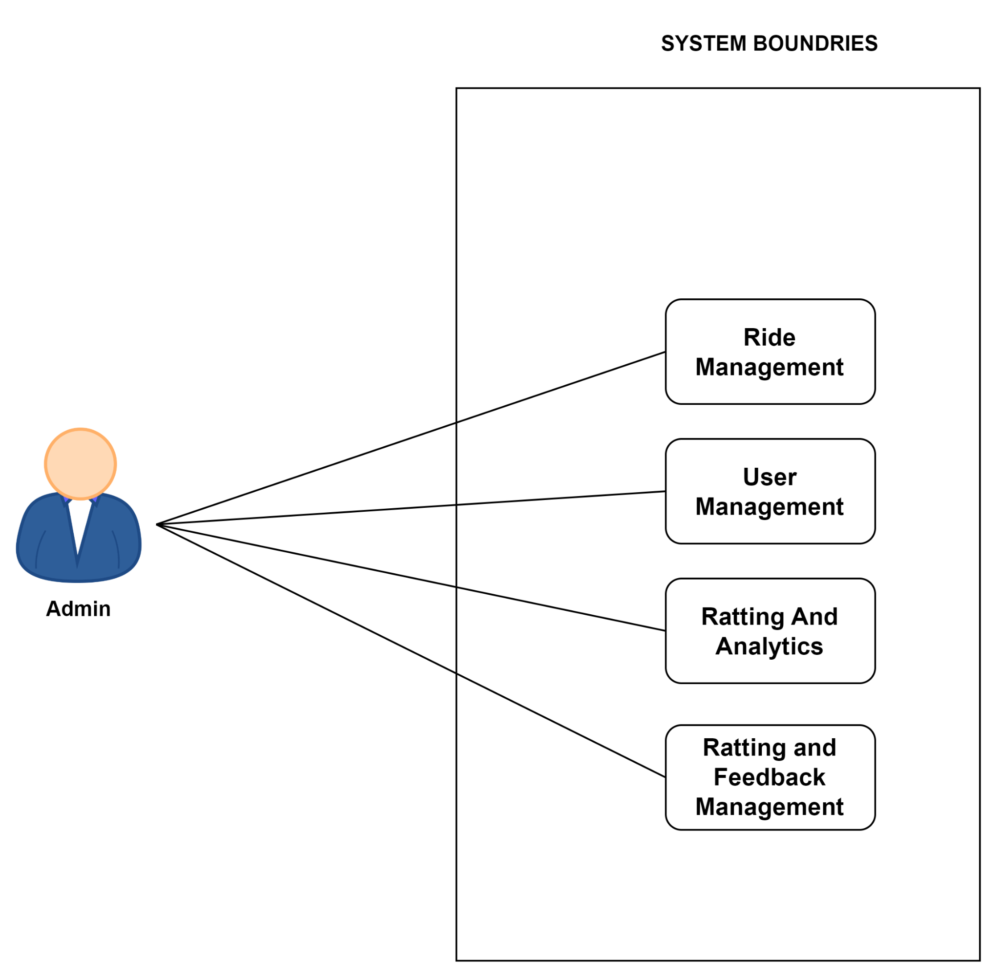 SYSTEM BOUNDRIES
Ride
Management
User
Management
Admin
Ratting And
Analytics
Ratting and
Feedback
Management